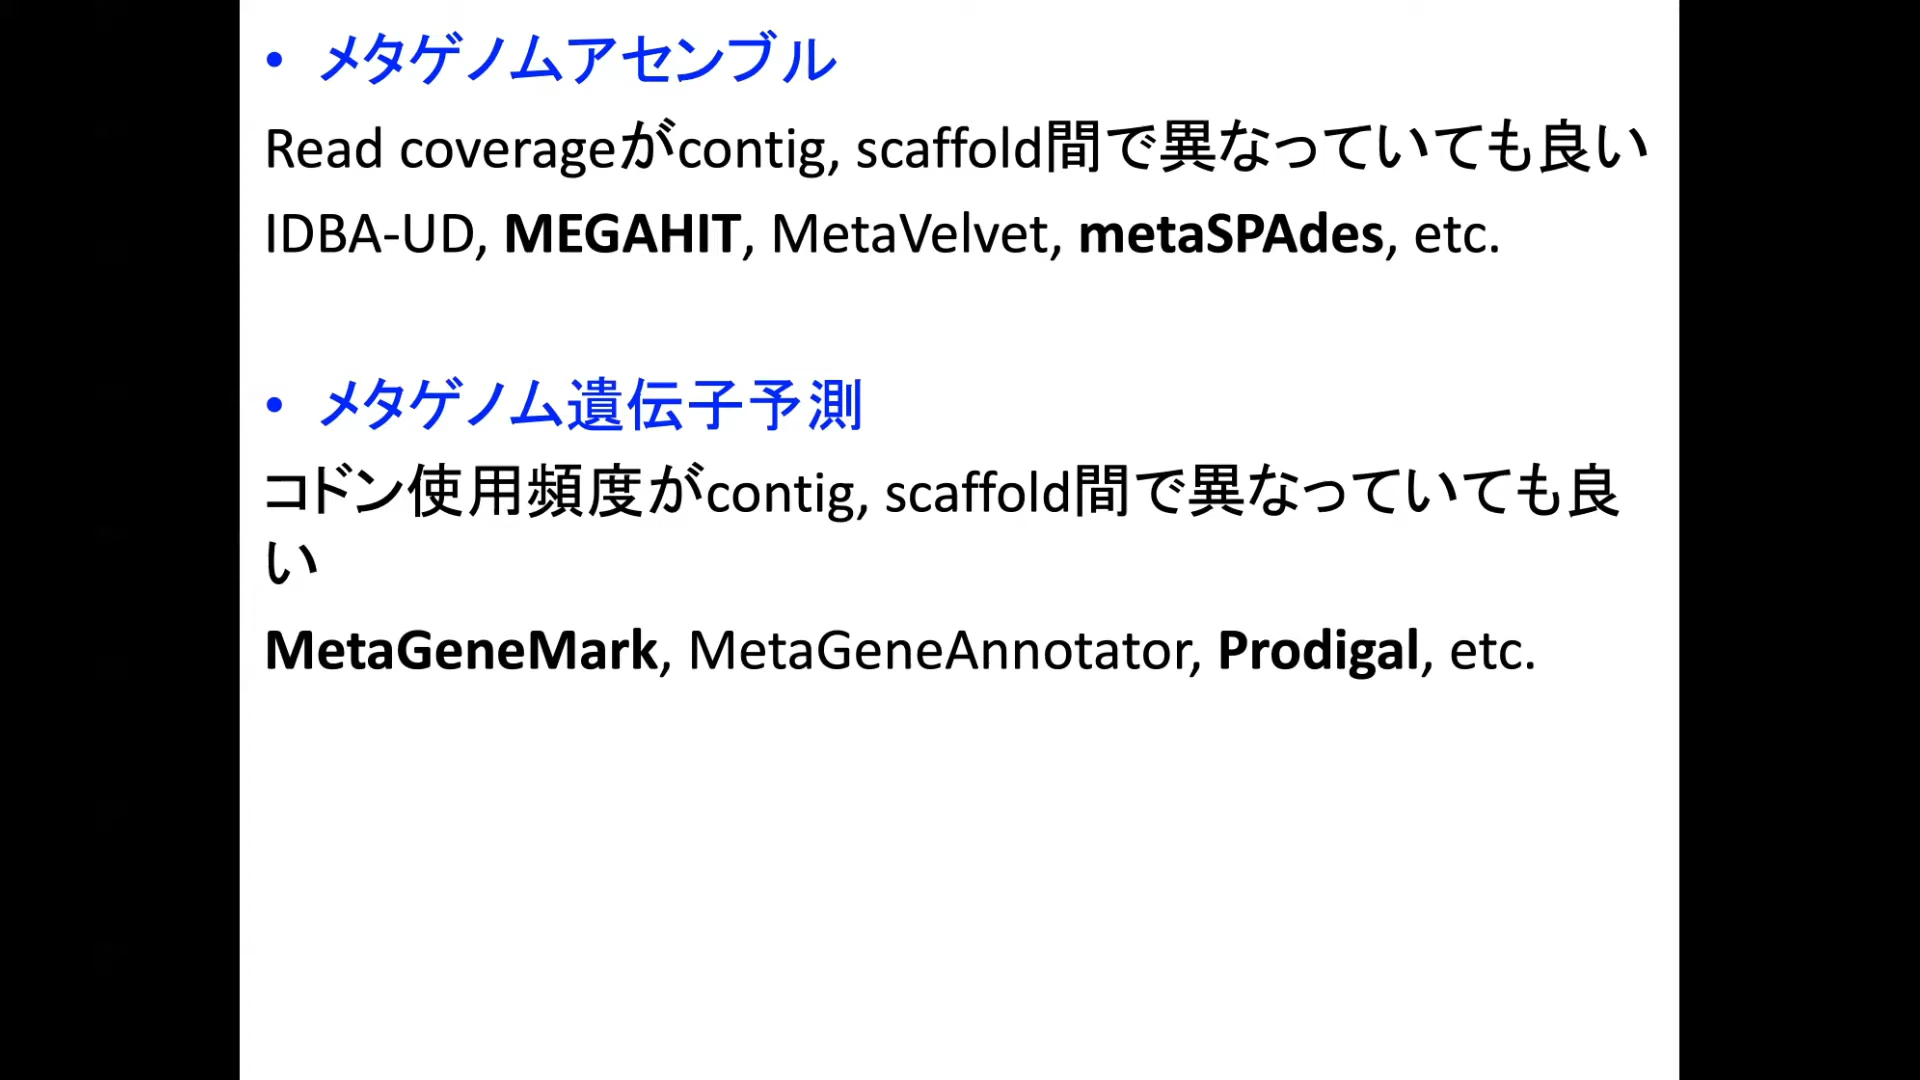 • メタゲノムアセンブル
Read coverageがcontig, scaffold間で異なっていても良い
IDBA-UD, MEGAHIT, MetaVelvet, metaSPAdes, etc.
• メタゲノム遺伝子予測
コドン使用頻度がcontig, scaffold間で異なっていても良
い
MetaGeneMark, MetaGeneAnnotator, Prodigal, etc.